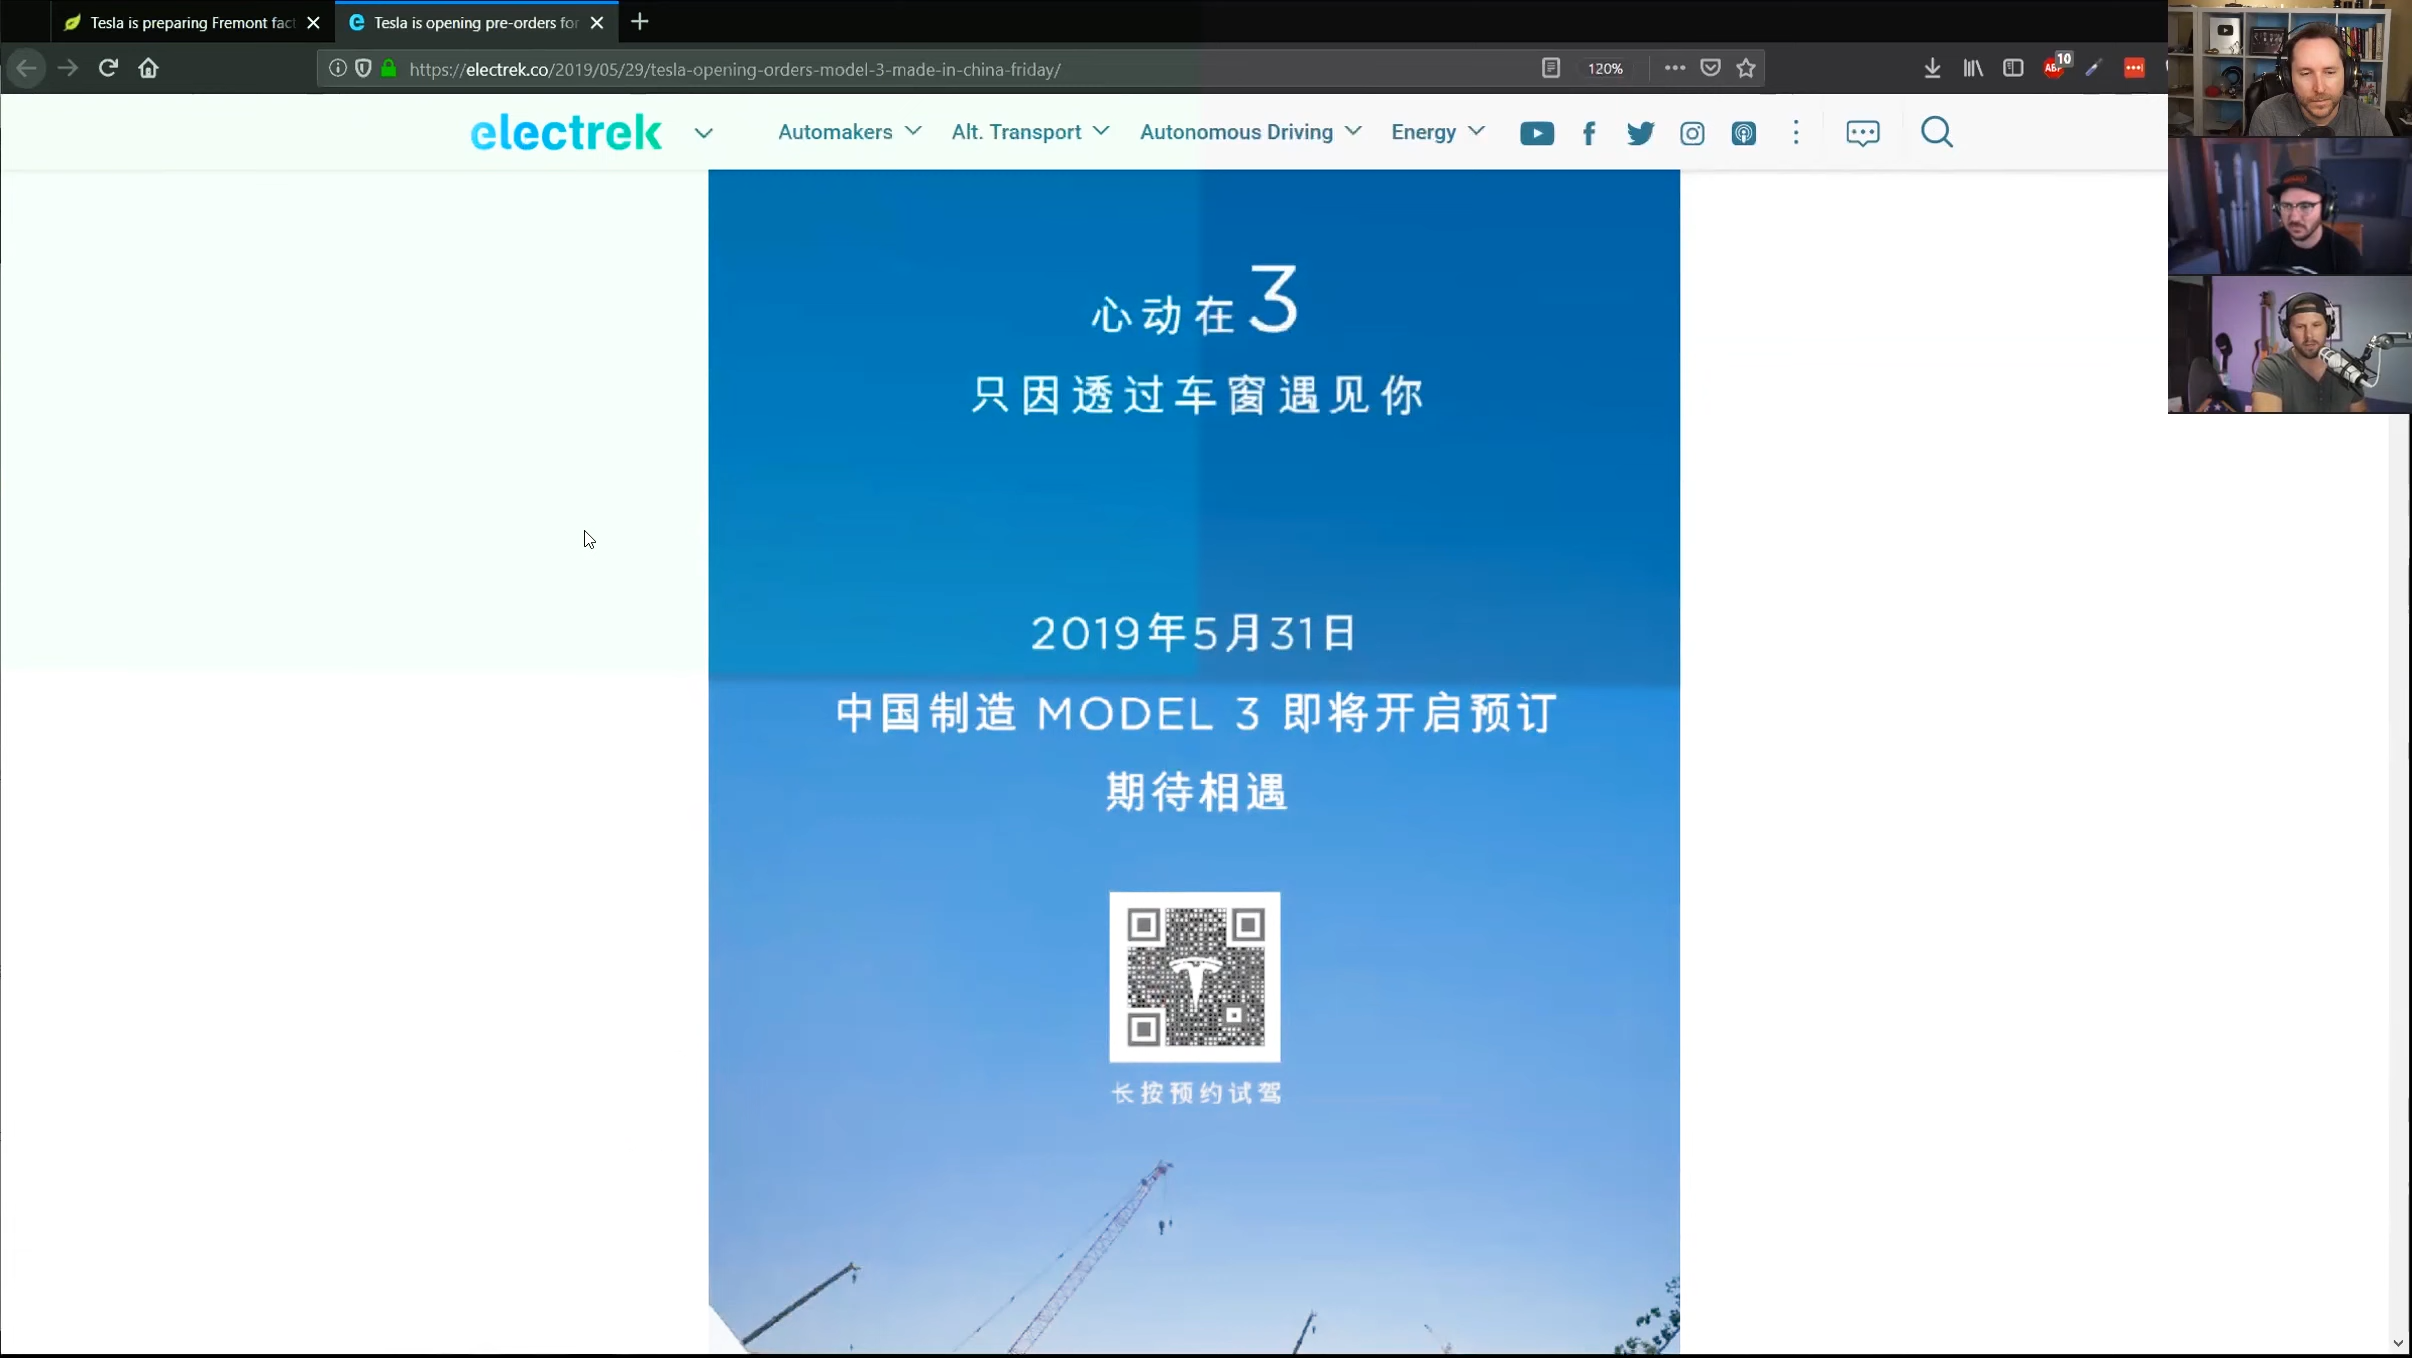 Tesla is preparing Fremont fact
Tesla is opening pre-orders for
https://electrek.co/2019/05/29/tesla-opening-orders-model-3-made-in-china-friday/
120%
ABP
10
electrek
Automakers
Alt. Transport
Autonomous Driving
Energy
心动在3
只因透过车窗遇见你
2019年5月31日
中国制造 MODEL 3 即将开启预订
期待相遇
长按预约试驾